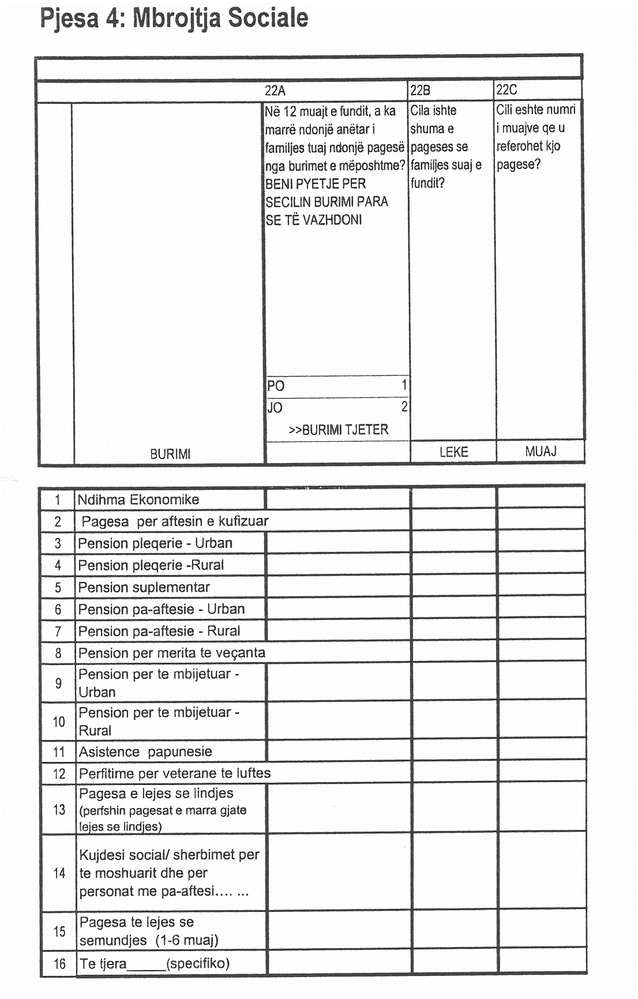 Pjesa 4: Mbrojtja Sociale
22A
22B
22C
Në 12 muajt e fundit, a ka
marrë ndonjë anëtar i
familjes tuaj ndonjë pagesë
nga burimet e mëposhtme?
BENI PYETJE PER
SECILIN BURIMI PARA
SE TË VAZHDONI
Cila ishte
shuma e
pageses se
familjes suaj e
fundit?
Cili eshte numri
i muajve qe u
referohet kjo
pagese?
PO 1
JO 2
>>BURIMI TJETER
BURIMI
LEKE
MUAJ
1 Ndihma Ekonomike
2 Pagesa per aftesin e kufizuar
3 Pension pleqerie - Urban
4 Pension pleqerie -Rural
5 Pension suplementar
6 Pension pa-aftesie - Urban
7 Pension pa-aftesie - Rural
8 Pension per merita te veçanta
9 Pension per te mbijetuar -
Urban
10 Pension per te mbijetuar -
Rural
11 Asistence papunesie
12 Perfitime per veterane te luftes
13 Pagesa e lejes se lindjes
(perfshin pagesat e marra gjate
lejes se lindjes)
14 Kujdesi social/ sherbimet per
te moshuarit dhe per
personat me pa-aftesi.... ...
15 Pagesa te lejes se
semundjes (1-6 muaj)
16 Te tjera_____(specifiko)